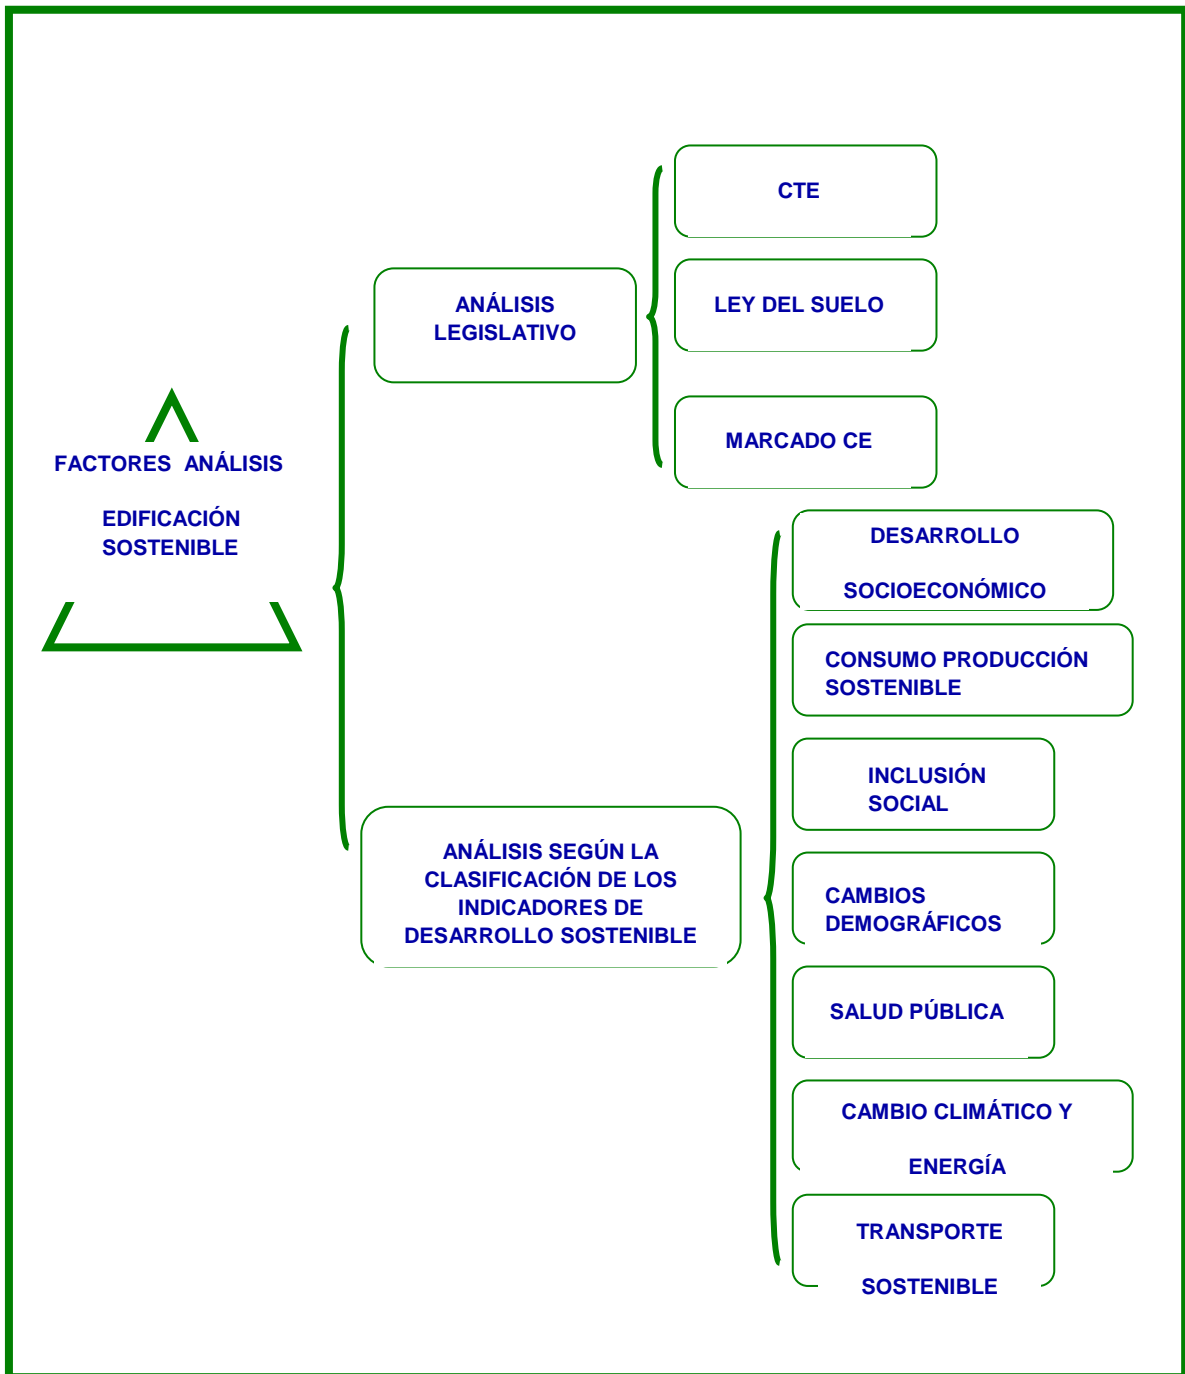 FACTORES ANÁLISIS
EDIFICACIÓN
SOSTENIBLE
ANÁLISIS
LEGISLATIVO
CTE
LEY DEL SUELO
MARCADO CE
ANÁLISIS SEGÚN LA
CLASIFICACIÓN DE LOS
INDICADORES DE
DESARROLLO SOSTENIBLE
DESARROLLO
SOCIOECONÓMICO
CONSUMO PRODUCCIÓN
SOSTENIBLE
INCLUSIÓN
SOCIAL
CAMBIOS
DEMOGRÁFICOS
SALUD PÚBLICA
CAMBIO CLIMÁTICO Y
ENERGÍA
TRANSPORTE
SOSTENIBLE